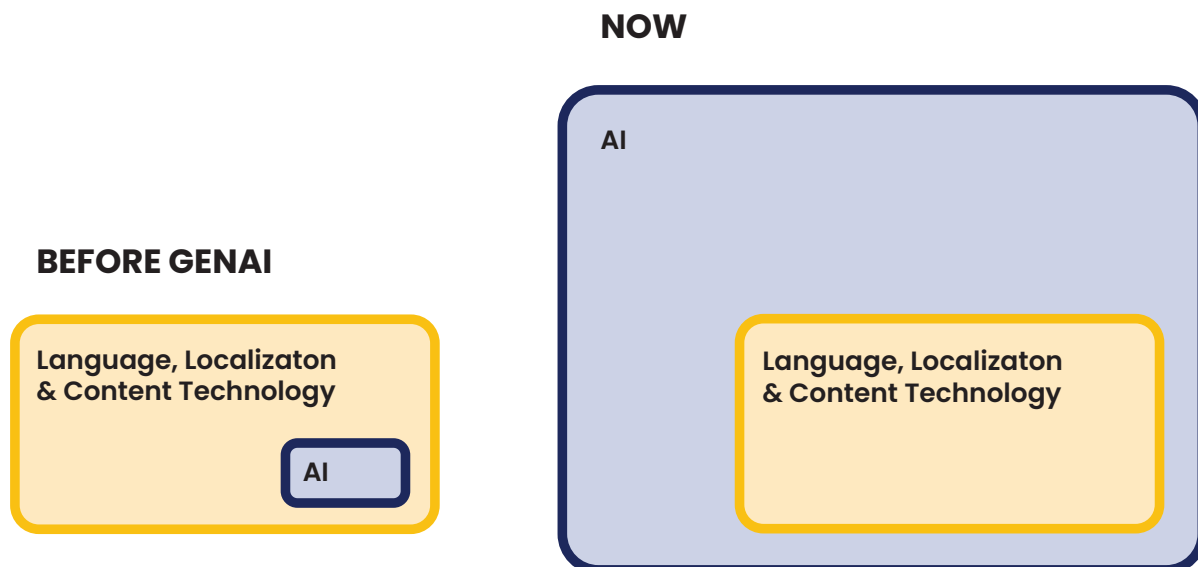 BEFORE GENAI
Language, Localizaton
& Content Technology
AI
NOW
AI
Language, Localizaton
& Content Technology